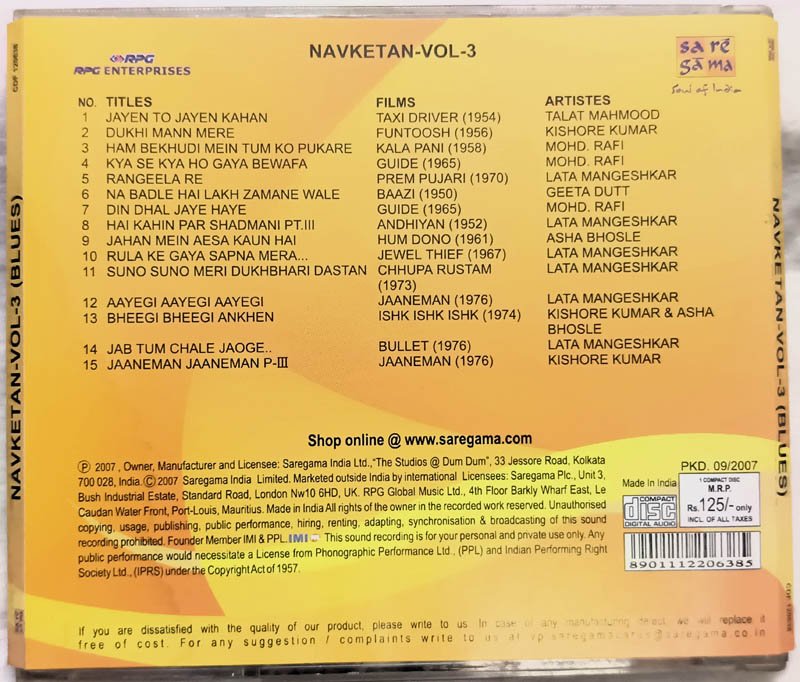 NAVKETAN-VOL-3
RPG
RPG ENTERPRISES
sa rē
gā ma
Soul of India
NO. TITLES FILMS ARTISTES
1 JAYEN TO JAYEN KAHAN TAXI DRIVER (1954) TALAT MAHMOOD
2 DUKHI MANN MERE FUNTOOSH (1956) KISHORE KUMAR
3 HAM BEKHUDI MEIN TUM KO PUKARE KALA PANI (1958) MOHD. RAFI
4 KYA SE KYA HO GAYA BEWAFA GUIDE (1965) MOHD. RAFI
5 RANGEELA RE PREM PUJARI (1970) LATA MANGESHKAR
6 NA BADLE HAI LAKH ZAMANE WALE BAAZI (1950) GEETA DUTT
7 DIN DHAL JAYE HAYE GUIDE (1965) MOHD. RAFI
8 HAI KAHIN PAR SHADMANI PT.III ANDHIYAN (1952) LATA MANGESHKAR
9 JAHAN MEIN AESA KAUN HAI HUM DONO (1961) ASHA BHOSLE
10 RULA KE GAYA SAPNA MERA... JEWEL THIEF (1967) LATA MANGESHKAR
11 SUNO SUNO MERI DUKHBHARI DASTAN CHHUPA RUSTAM LATA MANGESHKAR
(1973)
12 AAYEGI AAYEGI AAYEGI JAANEMAN (1976) LATA MANGESHKAR
13 BHEEGI BHEEGI ANKHEN ISHK ISHK ISHK (1974) KISHORE KUMAR & ASHA
BHOSLE
14 JAB TUM CHALE JAOGE.. BULLET (1976) LATA MANGESHKAR
15 JAANEMAN JAANEMAN P-III JAANEMAN (1976) KISHORE KUMAR
Shop online @ www.saregama.com
℗ 2007 , Owner, Manufacturer and Licensee: Saregama India Ltd.,"The Studios @ Dum Dum", 33 Jessore Road, Kolkata
700 028, India.© 2007 Saregama India Limited. Marketed outside India by international Licensees: Saregama Plc., Unit 3,
Bush Industrial Estate, Standard Road, London Nw10 6HD, UK. RPG Global Music Ltd., 4th Floor Barkly Wharf East, Le
Caudan Water Front, Port-Louis, Mauritius. Made in India All rights of the owner in the recorded work reserved. Unauthorised
copying, usage, publishing, public performance, hiring, renting, adapting, synchronisation & broadcasting of this sound
recording prohibited. Founder Member IMI & PPL. IMI This sound recording is for your personal and private use only. Any
public performance would necessitate a License from Phonographic Performance Ltd., (PPL) and Indian Performing Right
Society Ltd., (IPRS) under the Copyright Act of 1957.
PKD. 09/2007
Made In India
COMPACT
disc
DIGITAL AUDIO
1 COMPACT DISC
M.R.P.
Rs. 125/- only
INCL. OF ALL TAXES
8901112206385
If you are dissatisfied with the quality of our product, please write to us. In case of any manufacturing defect, we will replace it
free of cost. For any suggestion / complaints write to us at vp.saregamacares@saregama.co.in
NAVKETAN-VOL-3 (BLUES)
NAVKETAN-VOL-3 (BLUES)